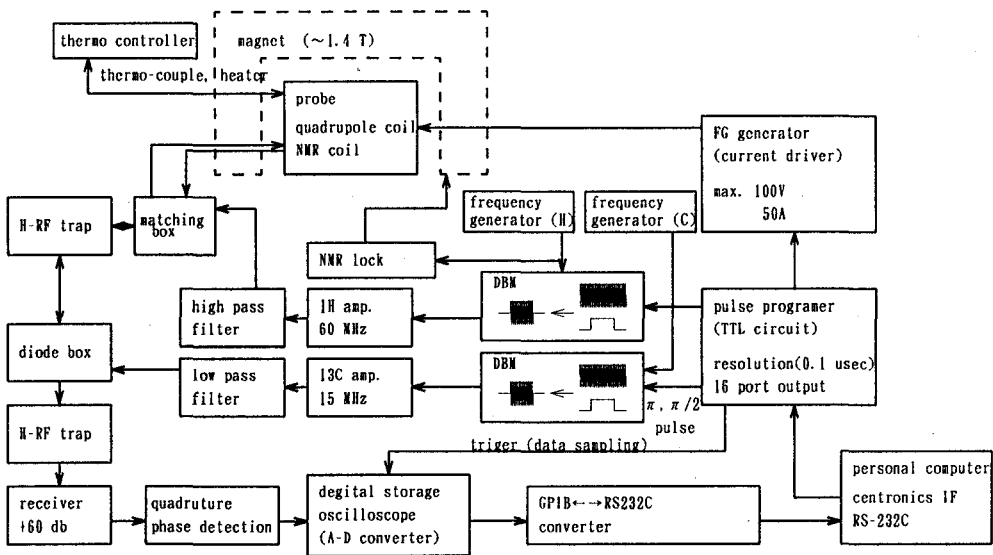 thermo controller
magnet (~1.4 T)
thermo-couple, heater
probe
quadrupole coil
NMR coil
FG generator
(current driver)
max. 100V
50A
H-RF trap
matching
box
frequency
generator (H)
frequency
generator (C)
NMR lock
high pass
filter
1H amp.
60 MHz
DBM
pulse programer
(TTL circuit)
resolution(0.1 usec)
16 port output
diode box
low pass
filter
13C amp.
15 MHz
DBM
π, π/2
pulse
H-RF trap
triger (data sampling)
receiver
+60 db
quadruture
phase detection
degital storage
oscilloscope
(A-D converter)
GPIB←→RS232C
converter
personal computer
centronics IF
RS-232C